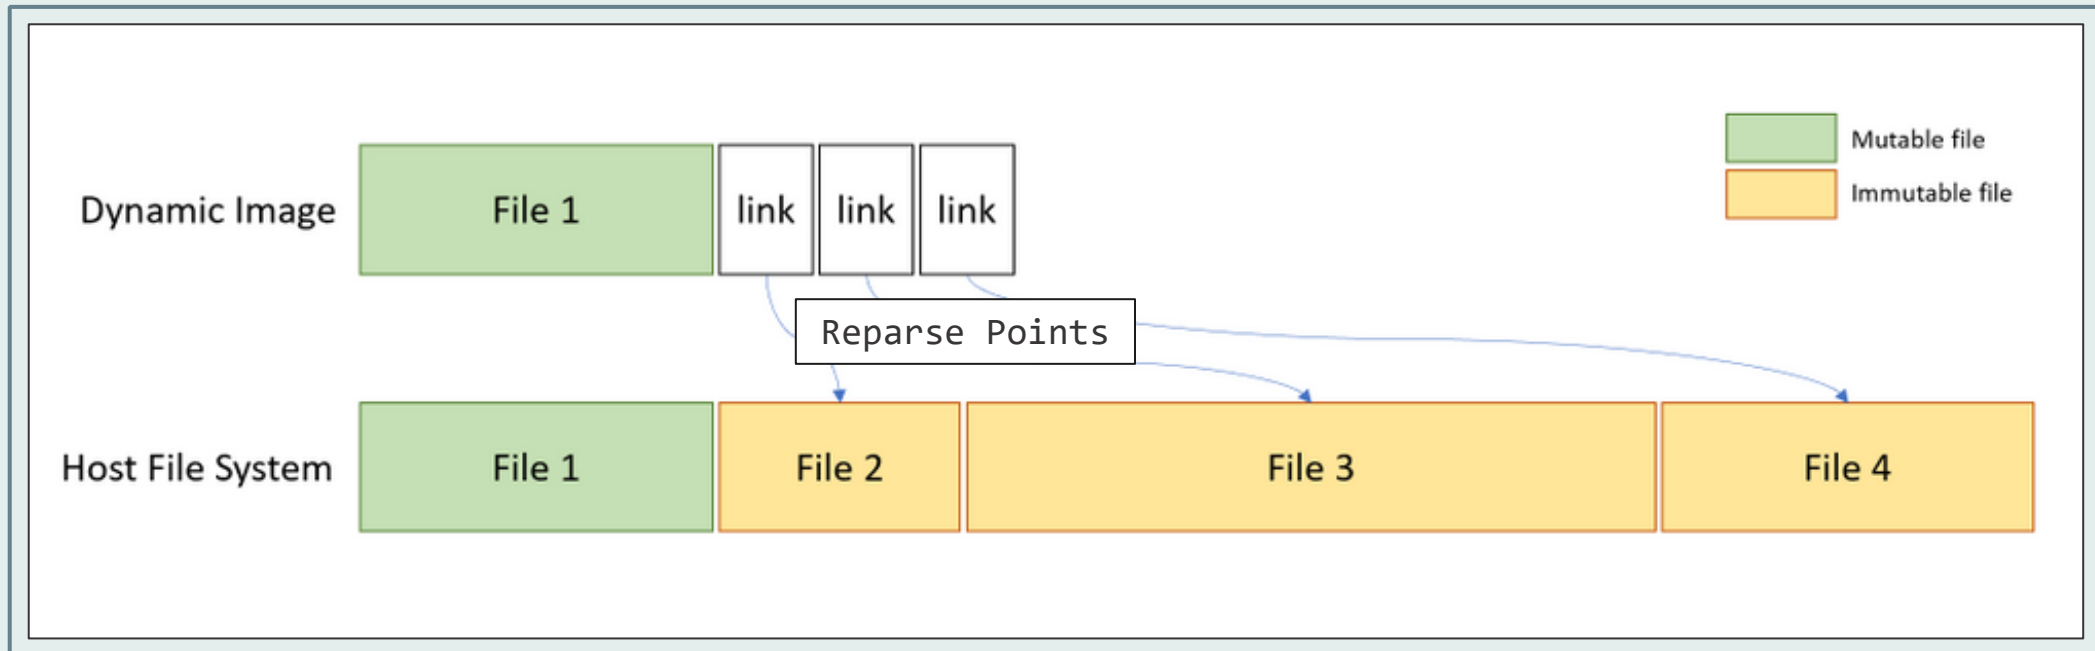 Mutable file
Immutable file
Dynamic Image
File 1
link
link
link
Reparse Points
Host File System
File 1
File 2
File 3
File 4